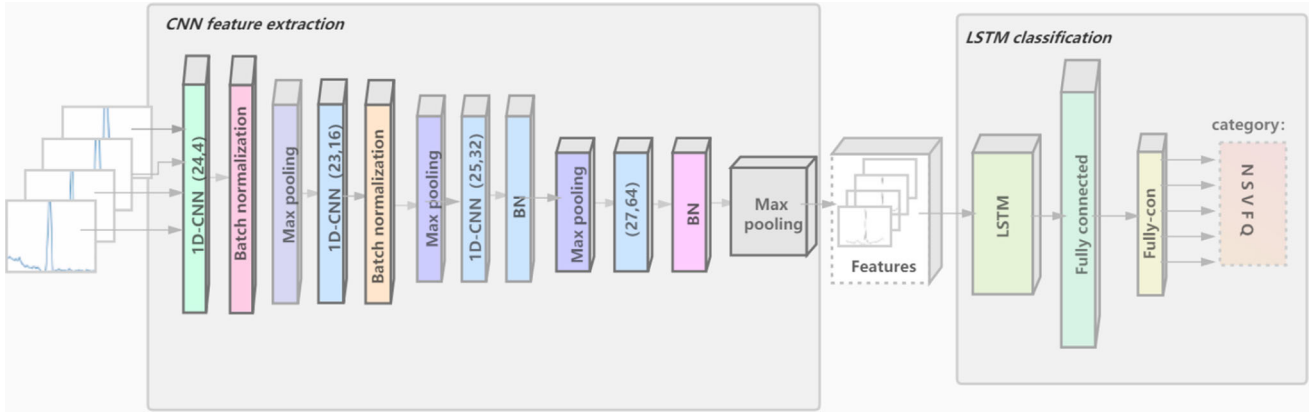 CNN feature extraction
1D-CNN (24,4)
Batch normalization
Max pooling
1D-CNN (23,16)
Batch normalization
Max pooling
1D-CNN (25,32)
BN
Max pooling
(27,64)
BN
Max
pooling
Features
LSTM classification
LSTM
Fully connected
Fully-con
category:
N S V F Q